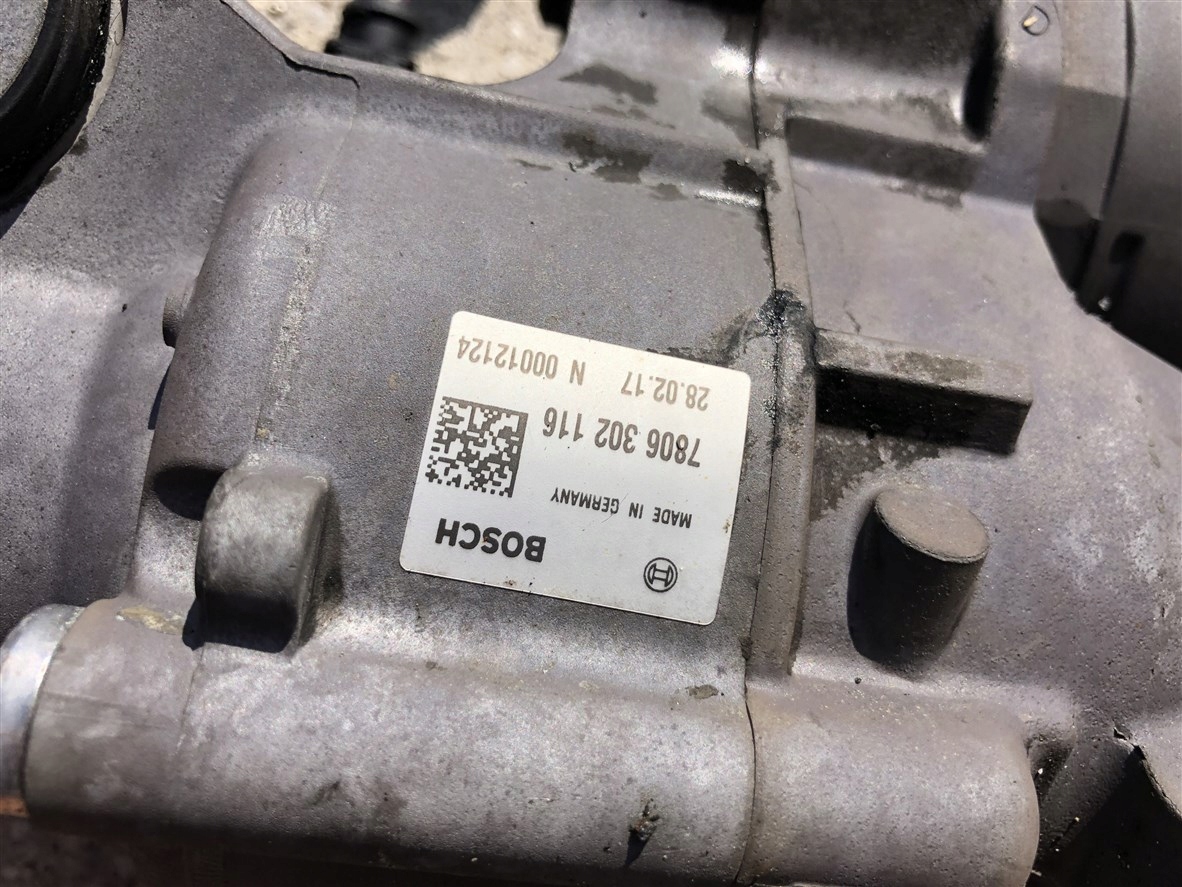 BOSCH
MADE IN GERMANY
7806 302 116
28.02.17 N 00012124